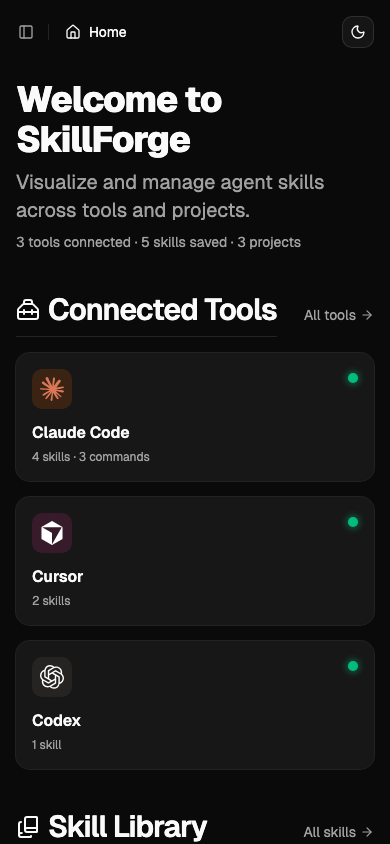 Home
Welcome to
SkillForge
Visualize and manage agent skills
across tools and projects.
3 tools connected · 5 skills saved · 3 projects
Connected Tools
All tools →
Claude Code
4 skills · 3 commands
Cursor
2 skills
Codex
1 skill
Skill Library
All skills →